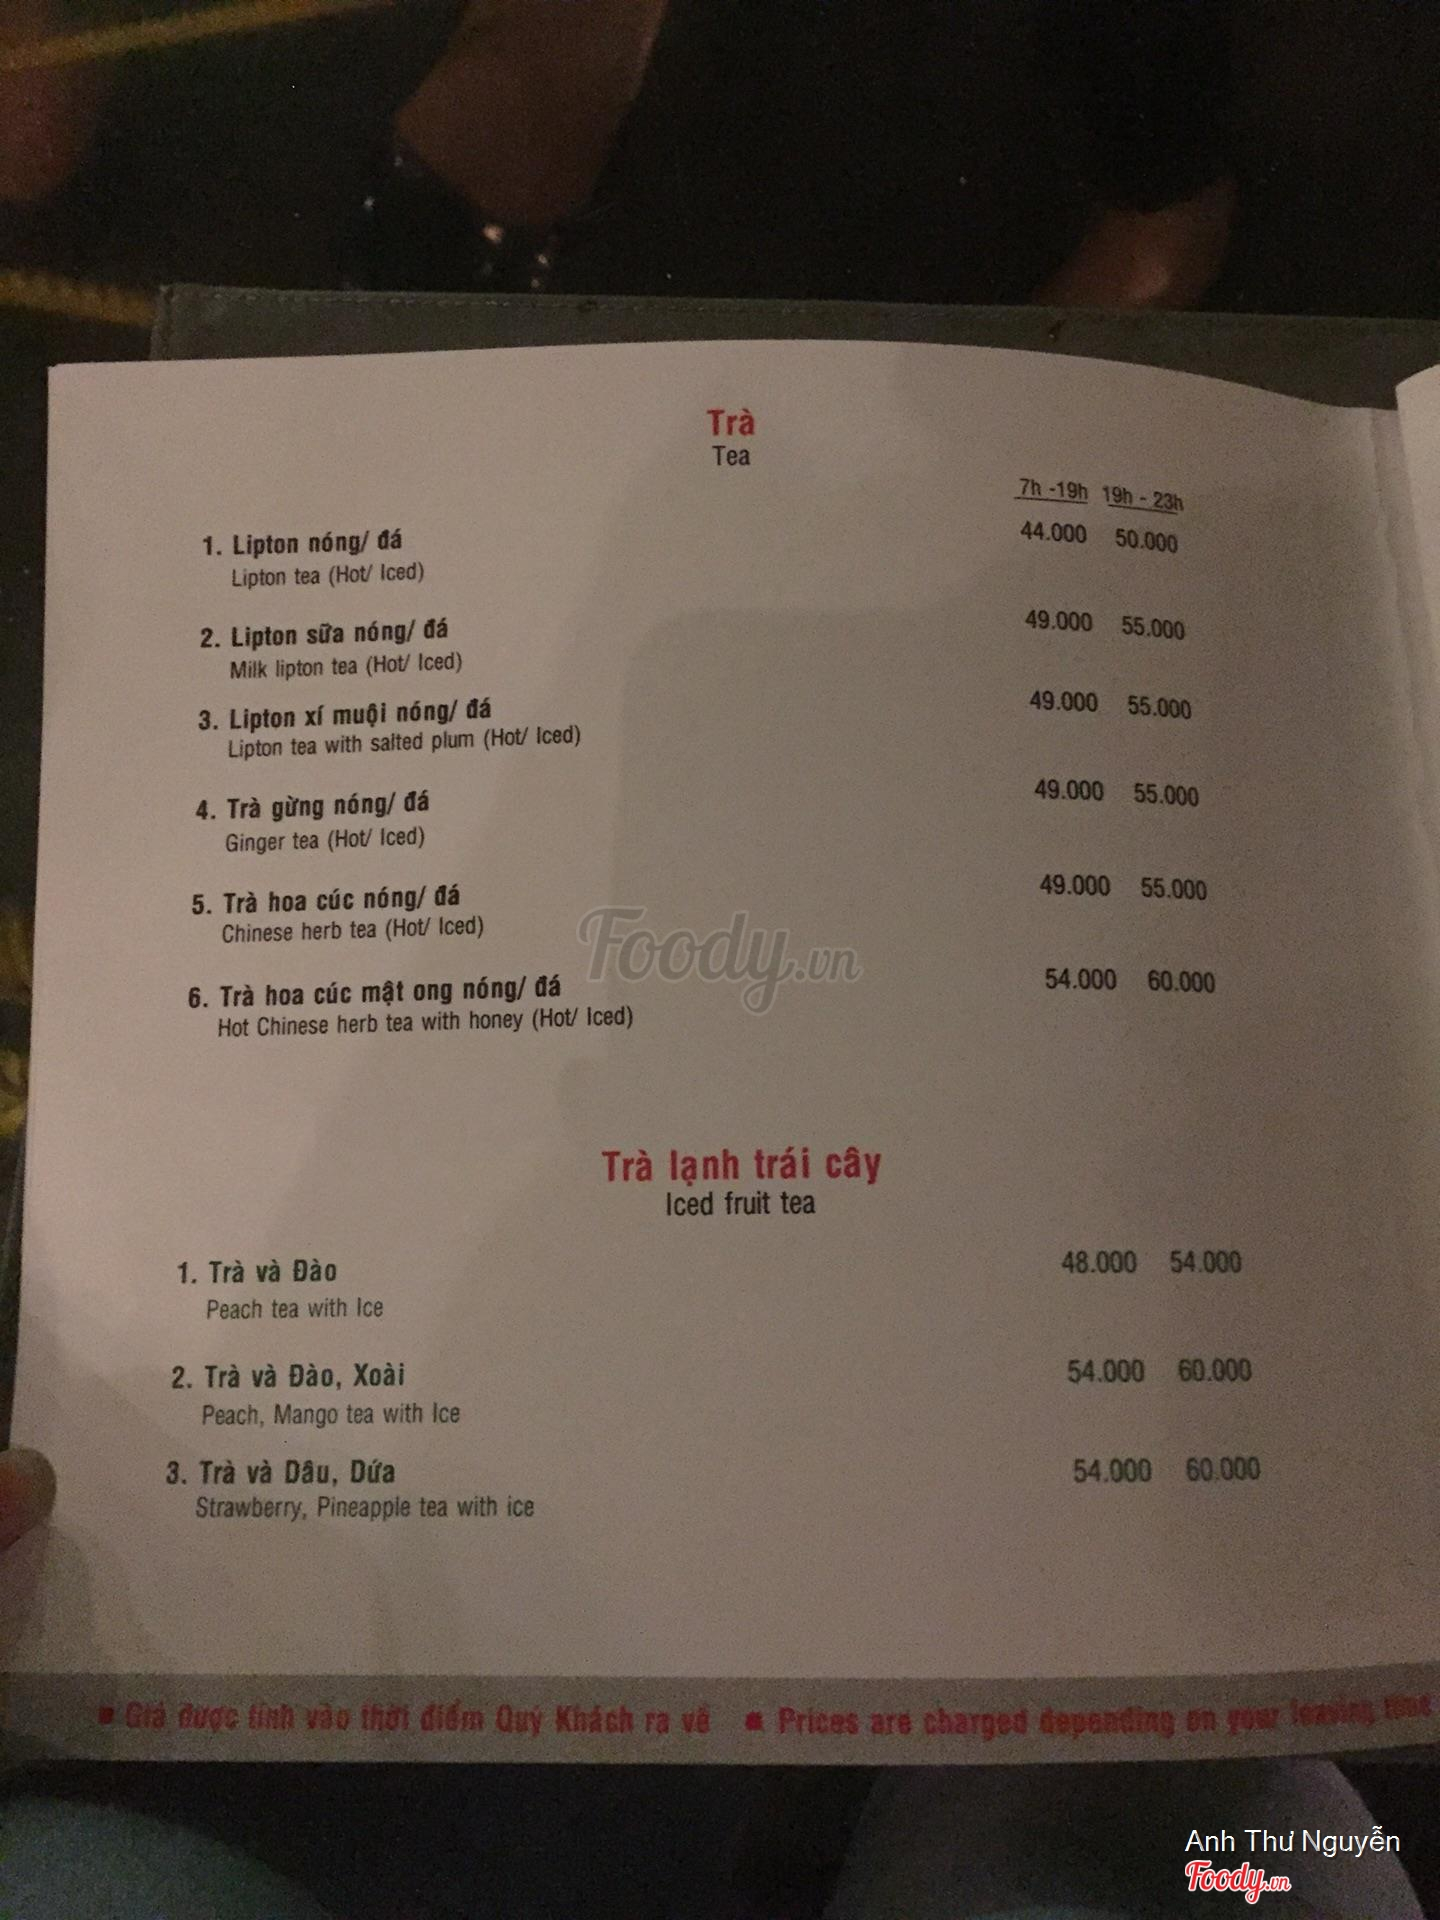 Trà
Tea
7h -19h 19h - 23h
1. Lipton nóng/ đá 44.000 50.000
Lipton tea (Hot/ Iced)
2. Lipton sữa nóng/ đá 49.000 55.000
Milk lipton tea (Hot/ Iced)
3. Lipton xí muội nóng/ đá 49.000 55.000
Lipton tea with salted plum (Hot/ Iced)
4. Trà gừng nóng/ đá 49.000 55.000
Ginger tea (Hot/ Iced)
5. Trà hoa cúc nóng/ đá 49.000 55.000
Chinese herb tea (Hot/ Iced)
Foody.vn
6. Trà hoa cúc mật ong nóng/ đá 54.000 60.000
Hot Chinese herb tea with honey (Hot/ Iced)
Trà lạnh trái cây
Iced fruit tea
1. Trà và Đào 48.000 54.000
Peach tea with Ice
2. Trà và Đào, Xoài 54.000 60.000
Peach, Mango tea with Ice
3. Trà và Dâu, Dứa 54.000 60.000
Strawberry, Pineapple tea with ice
▪ Giá được tính vào thời điểm Quý Khách ra về ▪ Prices are charged depending on your leaving time
Anh Thư Nguyễn
Foody.vn